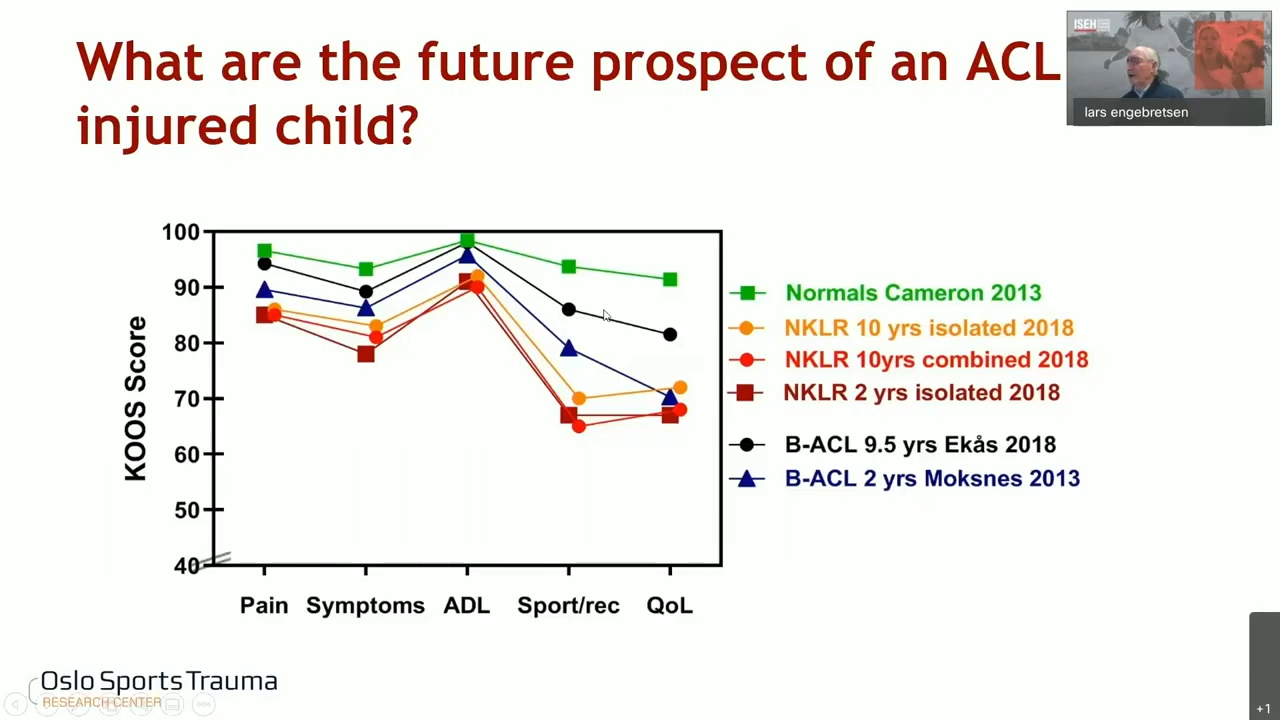 What are the future prospect of an ACL
injured child?
ISEH
lars engebretsen
100
90
80
70
60
50
40
KOOS Score
Pain Symptoms ADL Sport/rec QoL
Normals Cameron 2013
NKLR 10 yrs isolated 2018
NKLR 10yrs combined 2018
NKLR 2 yrs isolated 2018
B-ACL 9.5 yrs Ekås 2018
B-ACL 2 yrs Moksnes 2013
Oslo Sports Trauma
RESEARCH CENTER
+1